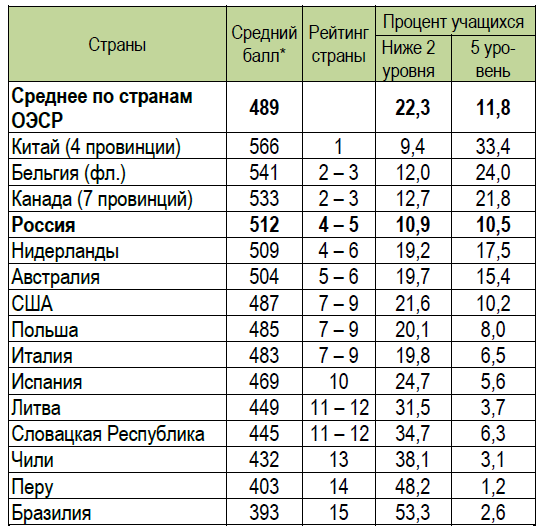 Страны Средний балл* Рейтинг страны Процент учащихся
Ниже 2 уровня 5 уро-вень
Среднее по странам ОЭСР 489 22,3 11,8
Китай (4 провинции) 566 1 9,4 33,4
Бельгия (фл.) 541 2 – 3 12,0 24,0
Канада (7 провинций) 533 2 – 3 12,7 21,8
Россия 512 4 – 5 10,9 10,5
Нидерланды 509 4 – 6 19,2 17,5
Австралия 504 5 – 6 19,7 15,4
США 487 7 – 9 21,6 10,2
Польша 485 7 – 9 20,1 8,0
Италия 483 7 – 9 19,8 6,5
Испания 469 10 24,7 5,6
Литва 449 11 – 12 31,5 3,7
Словацкая Республика 445 11 – 12 34,7 6,3
Чили 432 13 38,1 3,1
Перу 403 14 48,2 1,2
Бразилия 393 15 53,3 2,6